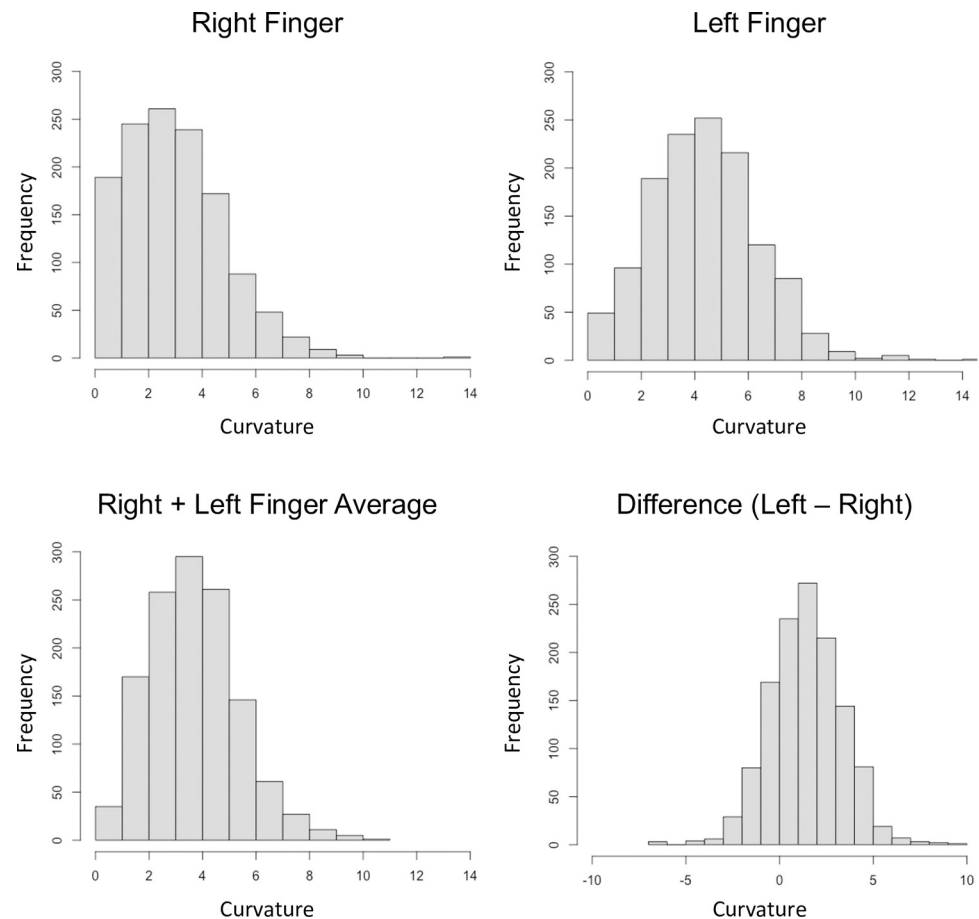 Right Finger
300
250
200
150
100
50
0
Frequency
0 2 4 6 8 10 12 14
Curvature
Left Finger
300
250
200
150
100
50
0
Frequency
0 2 4 6 8 10 12 14
Curvature
Right + Left Finger Average
300
250
200
150
100
50
0
Frequency
0 2 4 6 8 10 12 14
Curvature
Difference (Left – Right)
300
250
200
150
100
50
0
Frequency
-10 -5 0 5 10
Curvature